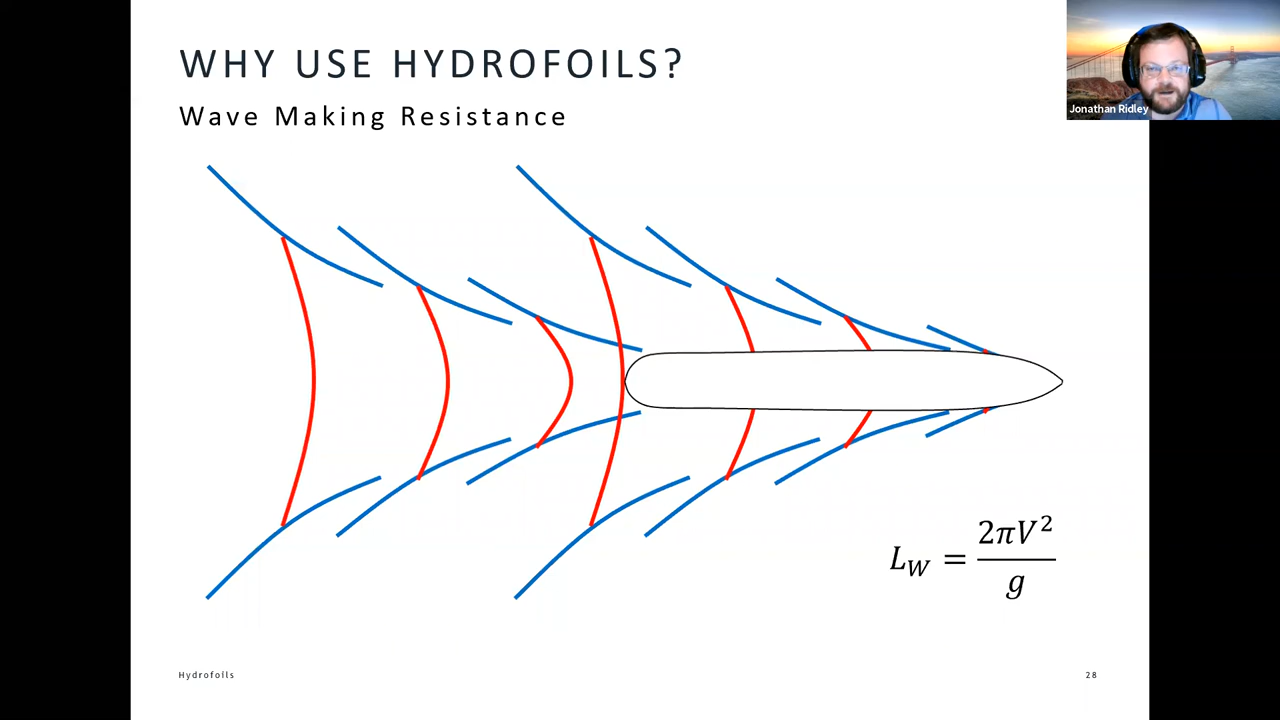 WHY USE HYDROFOILS?
Wave Making Resistance
Jonathan Ridley
L_W = 2πV²/g
Hydrofoils
28